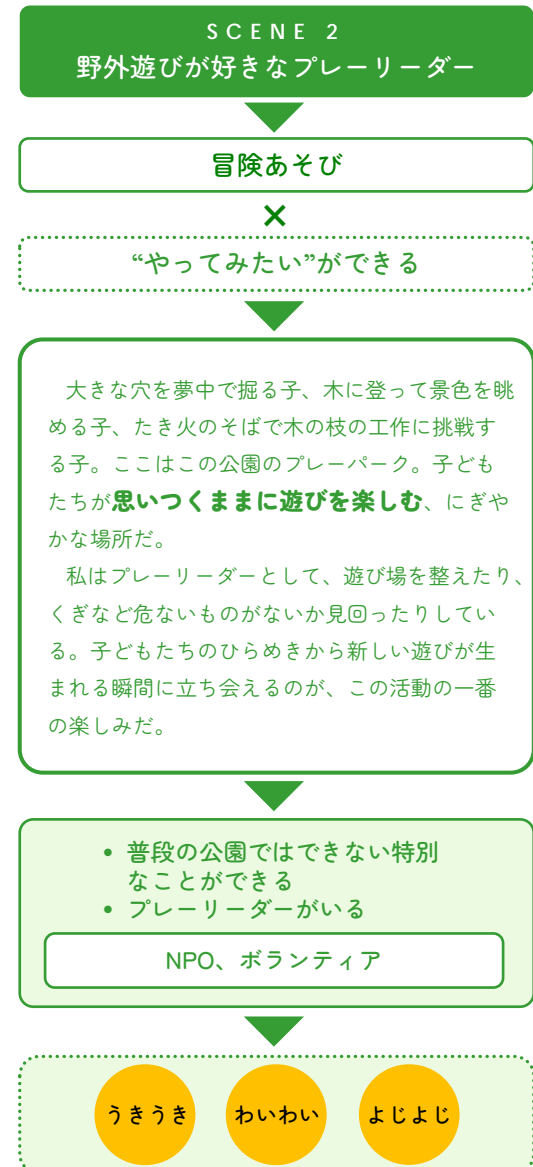 SCENE 2
野外遊びが好きなプレーリーダー
冒険あそび
×
“やってみたい”ができる
大きな穴を夢中で掘る子、木に登って景色を眺
める子、たき火のそばで木の枝の工作に挑戦す
る子。ここはこの公園のプレーパーク。子ども
たちが思いつくままに遊びを楽しむ、にぎや
かな場所だ。
私はプレーリーダーとして、遊び場を整えたり、
くぎなど危ないものがないか見回ったりしてい
る。子どもたちのひらめきから新しい遊びが生
まれる瞬間に立ち会えるのが、この活動の一番
の楽しみだ。
• 普段の公園ではできない特別
なことができる
• プレーリーダーがいる
NPO、ボランティア
うきうき わいわい よじよじ